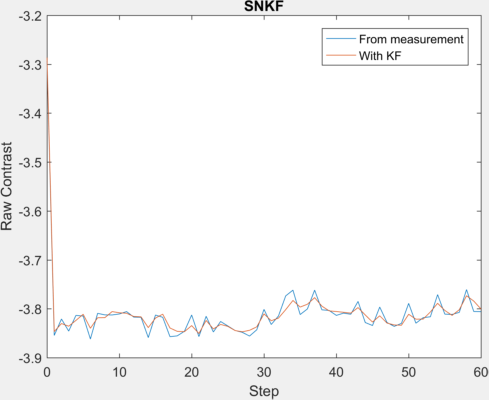 SNKF
-3.2
-3.3
-3.4
-3.5
-3.6
-3.7
-3.8
-3.9
Raw Contrast
From measurement
With KF
0 10 20 30 40 50 60
Step